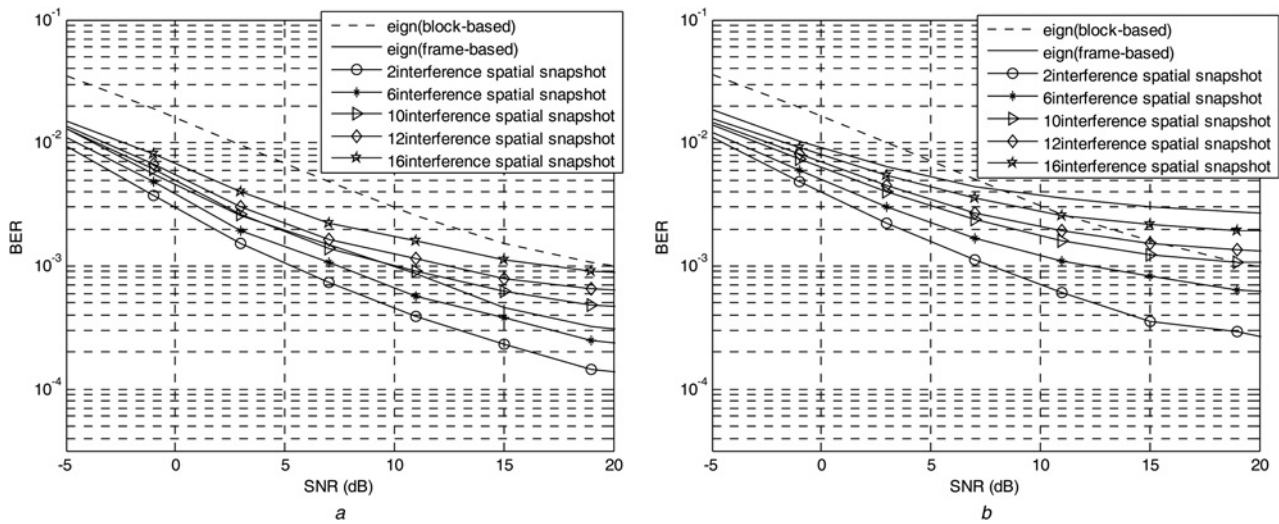 10-1
10-2
10-3
10-4
BER
-5 0 5 10 15 20
SNR (dB)
a
eign(block-based)
eign(frame-based)
2interference spatial snapshot
6interference spatial snapshot
10interference spatial snapshot
12interference spatial snapshot
16interference spatial snapshot
10-1
10-2
10-3
10-4
BER
-5 0 5 10 15 20
SNR (dB)
b
eign(block-based)
eign(frame-based)
2interference spatial snapshot
6interference spatial snapshot
10interference spatial snapshot
12interference spatial snapshot
16interference spatial snapshot